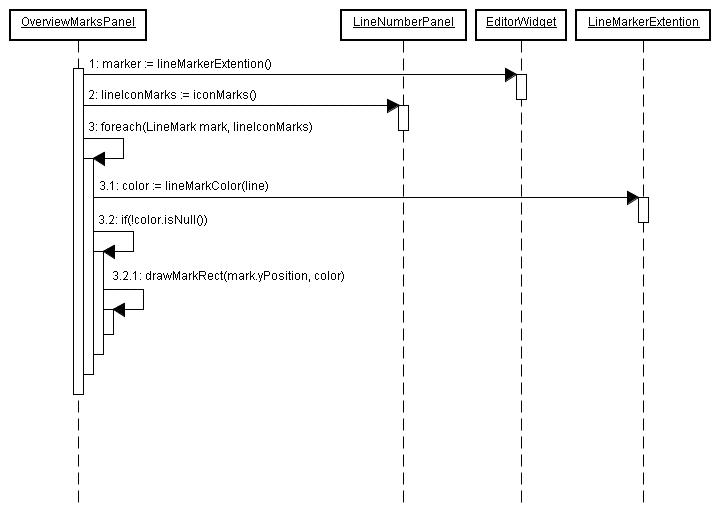 OverviewMarksPanel
LineNumberPanel
EditorWidget
LineMarkerExtention
1: marker := lineMarkerExtention()
2: lineIconMarks := iconMarks()
3: foreach(LineMark mark, lineIconMarks)
3.1: color := lineMarkColor(line)
3.2: if(!color.isNull())
3.2.1: drawMarkRect(mark.yPosition, color)